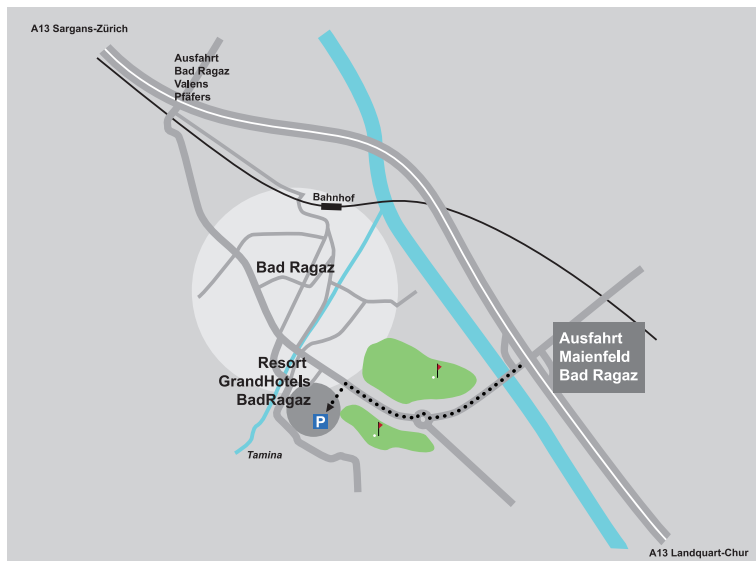 A13 Sargans-Zürich
Ausfahrt
Bad Ragaz
Valens
Pfäfers
Bahnhof
Bad Ragaz
Ausfahrt
Maienfeld
Bad Ragaz
Resort
GrandHotels
BadRagaz
P
Tamina
A13 Landquart-Chur